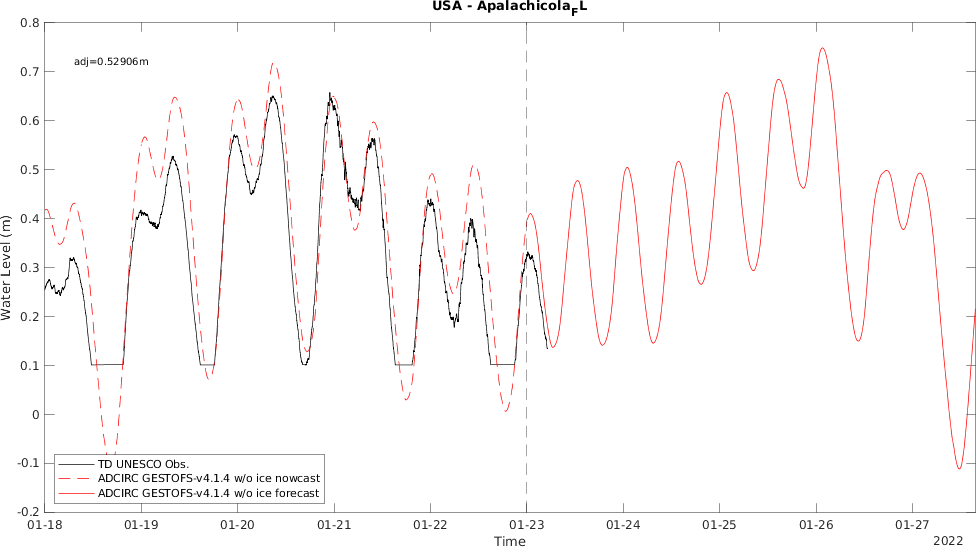 USA - Apalachicola_FL
adj=0.52906m
0.8
0.7
0.6
0.5
0.4
0.3
0.2
0.1
0
-0.1
-0.2
Water Level (m)
TD UNESCO Obs.
ADCIRC GESTOFS-v4.1.4 w/o ice nowcast
ADCIRC GESTOFS-v4.1.4 w/o ice forecast
01-18 01-19 01-20 01-21 01-22 01-23 01-24 01-25 01-26 01-27
Time
2022